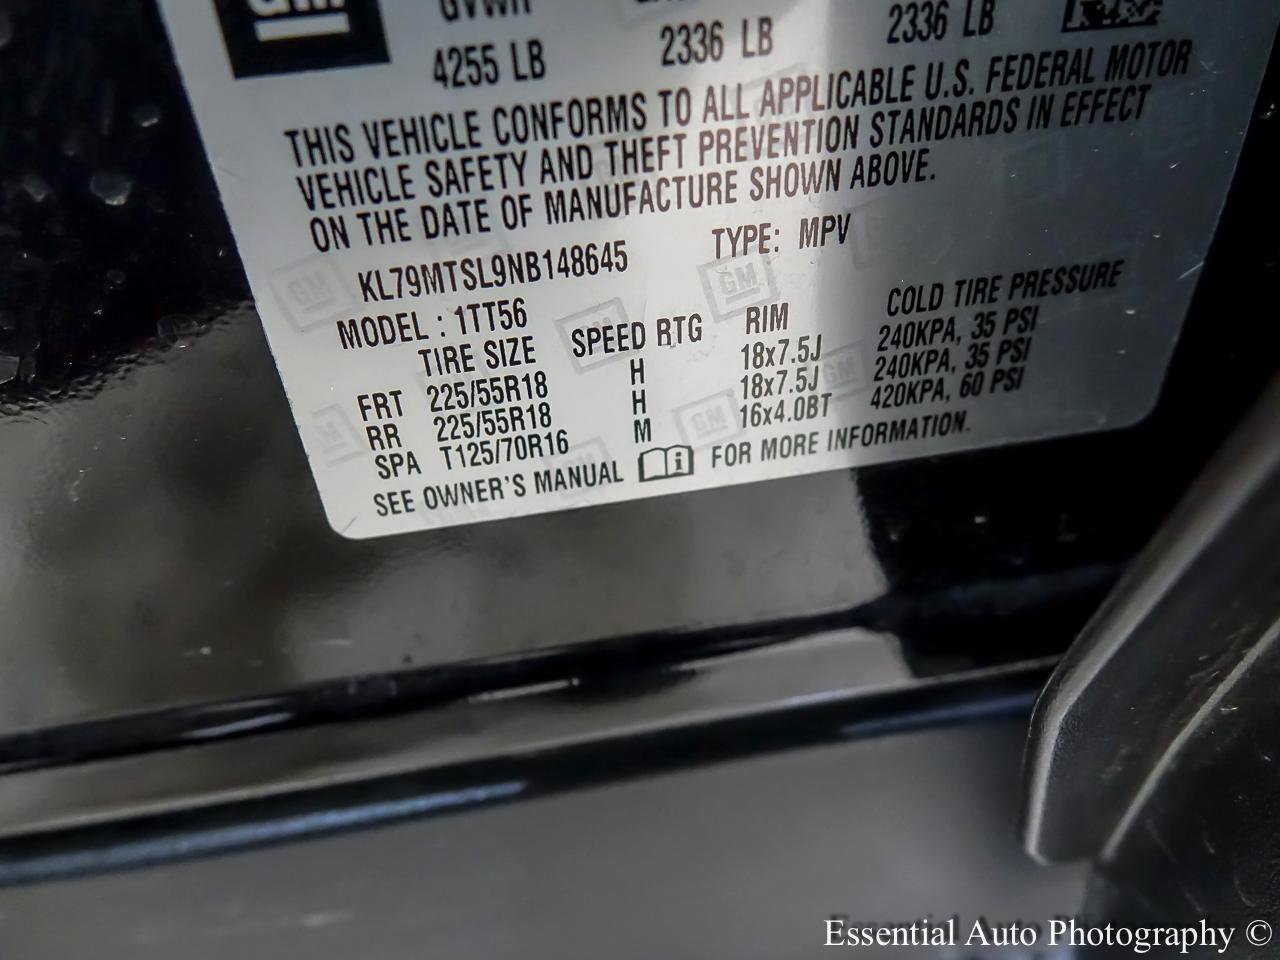 GM
GVWR
4255 LB 2336 LB 2336 LB
THIS VEHICLE CONFORMS TO ALL APPLICABLE U.S. FEDERAL MOTOR
VEHICLE SAFETY AND THEFT PREVENTION STANDARDS IN EFFECT
ON THE DATE OF MANUFACTURE SHOWN ABOVE.
KL79MTSL9NB148645 TYPE: MPV
MODEL : 1TT56
TIRE SIZE SPEED RTG RIM COLD TIRE PRESSURE
FRT 225/55R18 H 18x7.5J 240KPA, 35 PSI
RR 225/55R18 H 18x7.5J 240KPA, 35 PSI
SPA T125/70R16 M 16x4.0BT 420KPA, 60 PSI
SEE OWNER'S MANUAL FOR MORE INFORMATION.
Essential Auto Photography ©